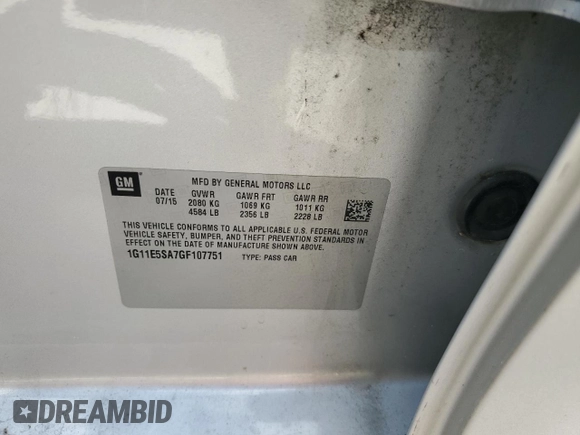 GM
MFD BY GENERAL MOTORS LLC
DATE GVWR GAWR FRT GAWR RR
07/15 2080 KG 1069 KG 1011 KG
4584 LB 2356 LB 2228 LB
THIS VEHICLE CONFORMS TO ALL APPLICABLE U.S. FEDERAL MOTOR
VEHICLE SAFETY, BUMPER, AND THEFT PREVENTION STANDARDS IN
EFFECT ON THE DATE OF MANUFACTURE SHOWN ABOVE.
1G11E5SA7GF107751 TYPE: PASS CAR
DREAMBID